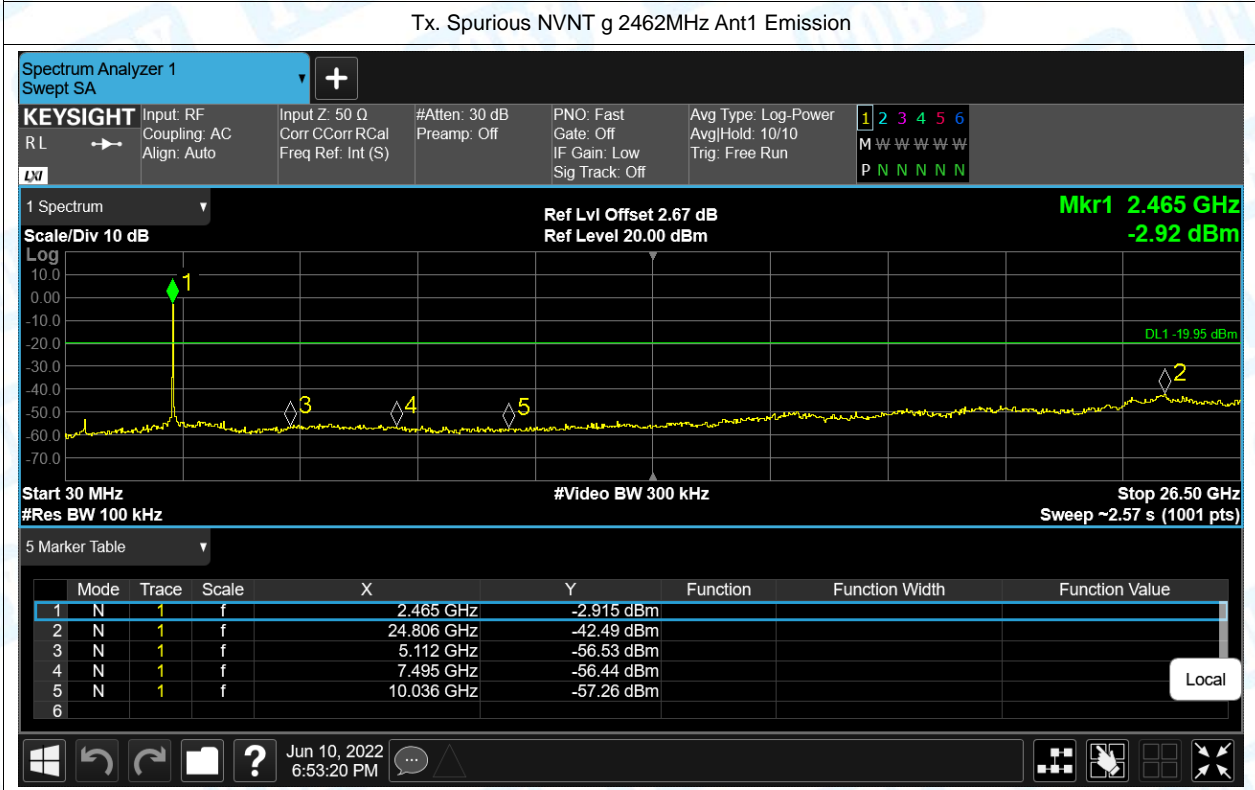 Tx. Spurious NVNT g 2462MHz Ant1 Emission
Spectrum Analyzer 1
Swept SA
KEYSIGHT
R L
LXI
Input: RF
Coupling: AC
Align: Auto
Input Z: 50 Ω
Corr CCorr RCal
Freq Ref: Int (S)
#Atten: 30 dB
Preamp: Off
PNO: Fast
Gate: Off
IF Gain: Low
Sig Track: Off
Avg Type: Log-Power
Avg|Hold: 10/10
Trig: Free Run
1 2 3 4 5 6
M W W W W W
P N N N N N
1 Spectrum
Scale/Div 10 dB
Ref Lvl Offset 2.67 dB
Ref Level 20.00 dBm
Mkr1 2.465 GHz
-2.92 dBm
Log
10.0
0.00
-10.0
-20.0
-30.0
-40.0
-50.0
-60.0
-70.0
1
DL1 -19.95 dBm
2
3
4
5
Start 30 MHz
#Res BW 100 kHz
#Video BW 300 kHz
Stop 26.50 GHz
Sweep ~2.57 s (1001 pts)
5 Marker Table
Mode Trace Scale X Y Function Function Width Function Value
1 N 1 f 2.465 GHz -2.915 dBm
2 N 1 f 24.806 GHz -42.49 dBm
3 N 1 f 5.112 GHz -56.53 dBm
4 N 1 f 7.495 GHz -56.44 dBm
5 N 1 f 10.036 GHz -57.26 dBm
6
Local
?
Jun 10, 2022
6:53:20 PM